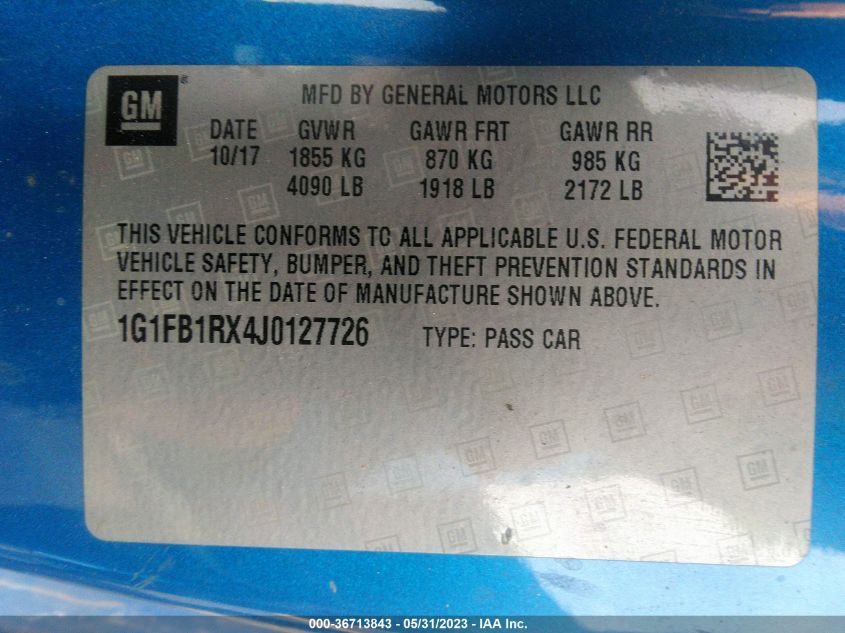 GM ®
MFD BY GENERAL MOTORS LLC
DATE GVWR GAWR FRT GAWR RR
10/17 1855 KG 870 KG 985 KG
4090 LB 1918 LB 2172 LB
THIS VEHICLE CONFORMS TO ALL APPLICABLE U.S. FEDERAL MOTOR
VEHICLE SAFETY, BUMPER, AND THEFT PREVENTION STANDARDS IN
EFFECT ON THE DATE OF MANUFACTURE SHOWN ABOVE.
1G1FB1RX4J0127726 TYPE: PASS CAR
000-36713843 / 05/31/2023 - IAA Inc.